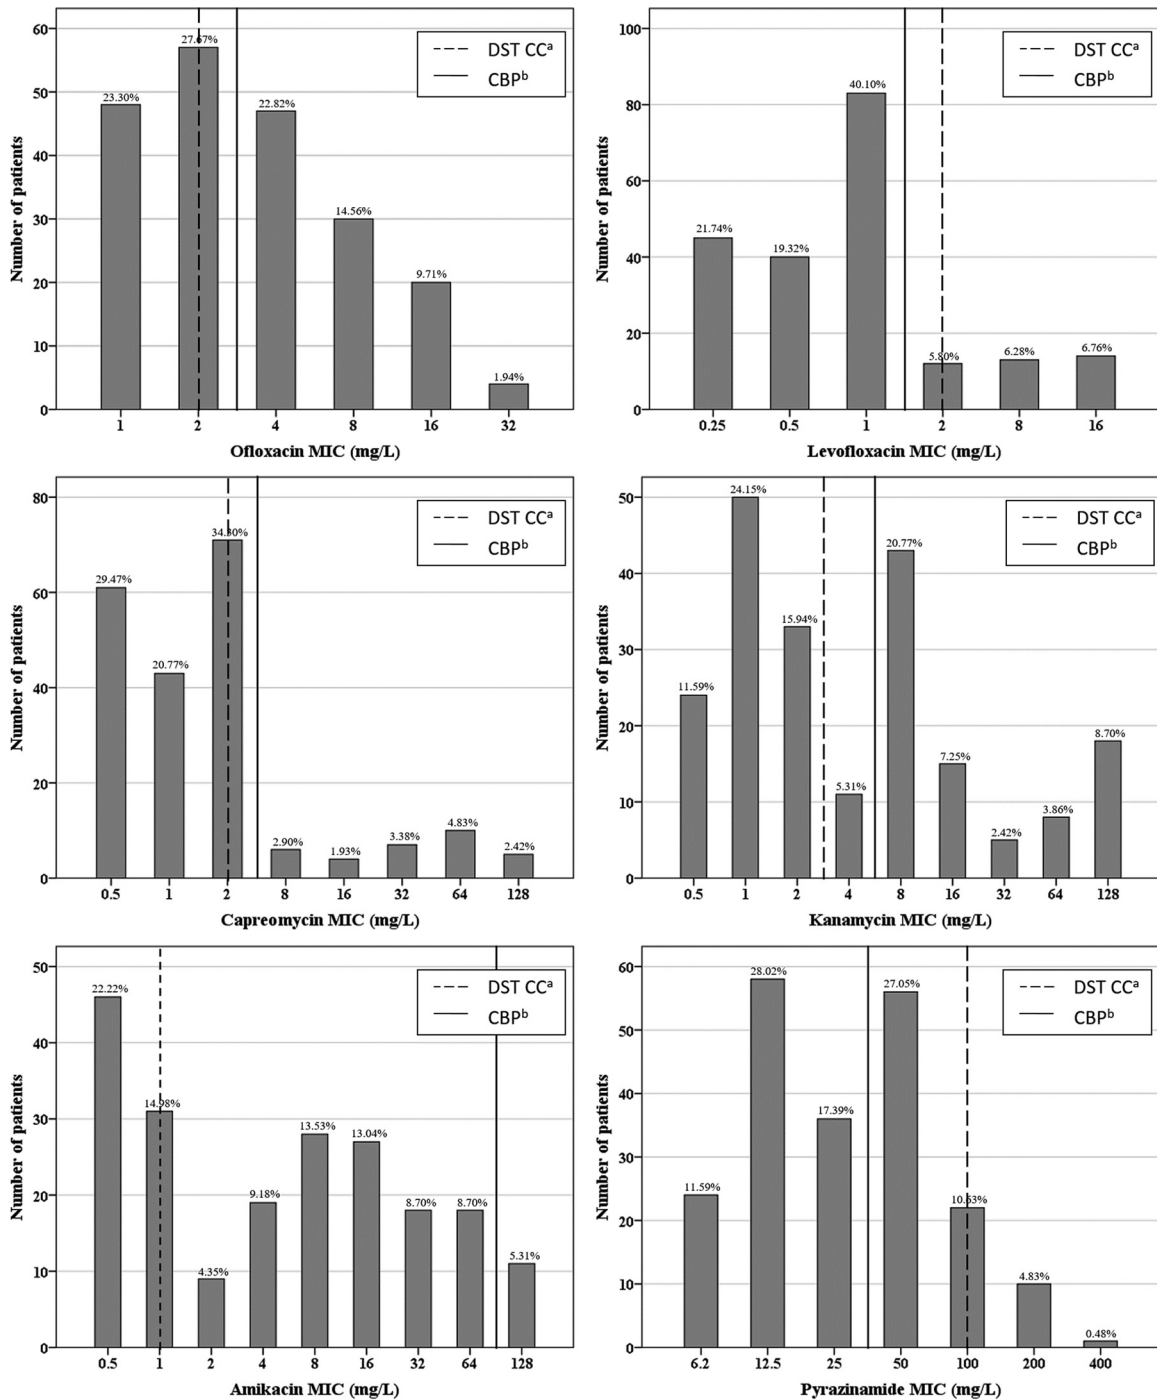 60
50
40
30
20
10
0
Number of patients
23.30%
27.67%
22.82%
14.56%
9.71%
1.94%
DST CCᵃ
CBPᵇ
1 2 4 8 16 32
Ofloxacin MIC (mg/L)
100
80
60
40
20
0
Number of patients
21.74%
19.32%
40.10%
5.80%
6.28%
6.76%
DST CCᵃ
CBPᵇ
0.25 0.5 1 2 8 16
Levofloxacin MIC (mg/L)
80
60
40
20
0
Number of patients
29.47%
20.77%
34.30%
2.90%
1.93%
3.38%
4.83%
2.42%
DST CCᵃ
CBPᵇ
0.5 1 2 8 16 32 64 128
Capreomycin MIC (mg/L)
50
40
30
20
10
0
Number of patients
11.59%
24.15%
15.94%
5.31%
20.77%
7.25%
2.42%
3.86%
8.70%
DST CCᵃ
CBPᵇ
0.5 1 2 4 8 16 32 64 128
Kanamycin MIC (mg/L)
50
40
30
20
10
0
Number of patients
22.22%
14.98%
4.35%
9.18%
13.53%
13.04%
8.70%
8.70%
5.31%
DST CCᵃ
CBPᵇ
0.5 1 2 4 8 16 32 64 128
Amikacin MIC (mg/L)
60
50
40
30
20
10
0
Number of patients
11.59%
28.02%
17.39%
27.05%
10.63%
4.83%
0.48%
DST CCᵃ
CBPᵇ
6.2 12.5 25 50 100 200 400
Pyrazinamide MIC (mg/L)